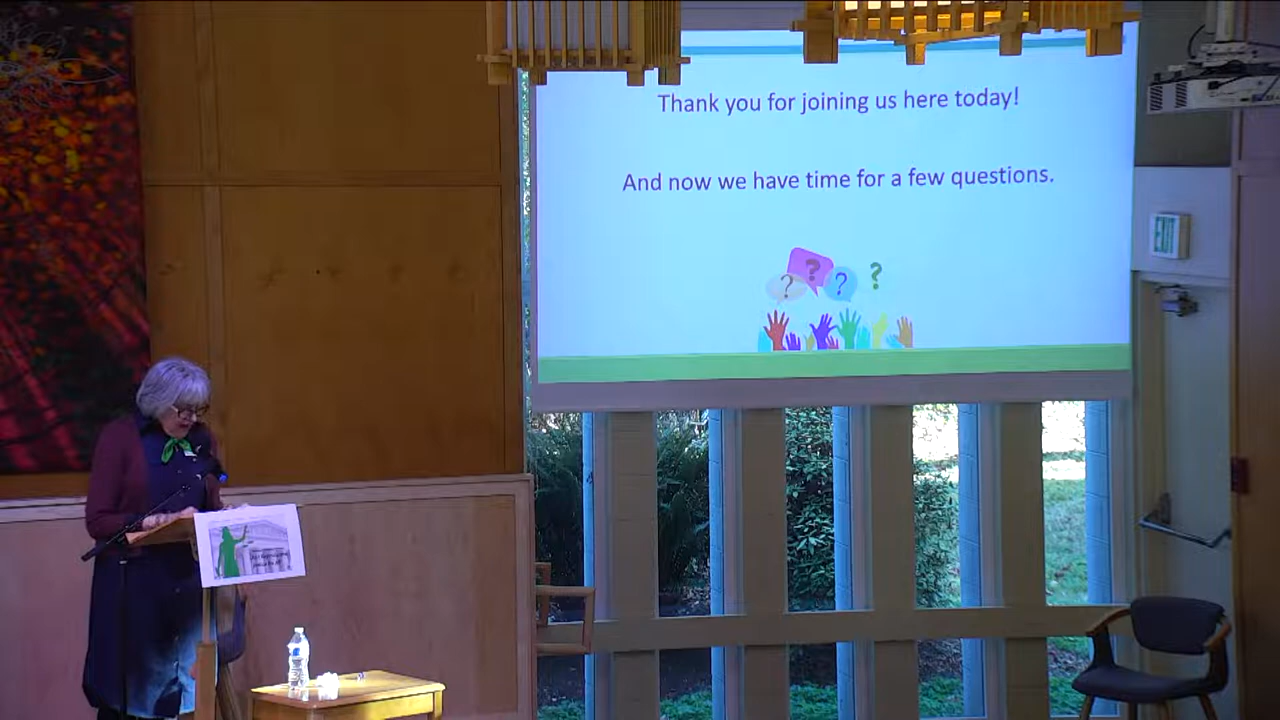 Thank you for joining us here today!
And now we have time for a few questions.
? ? ? ?